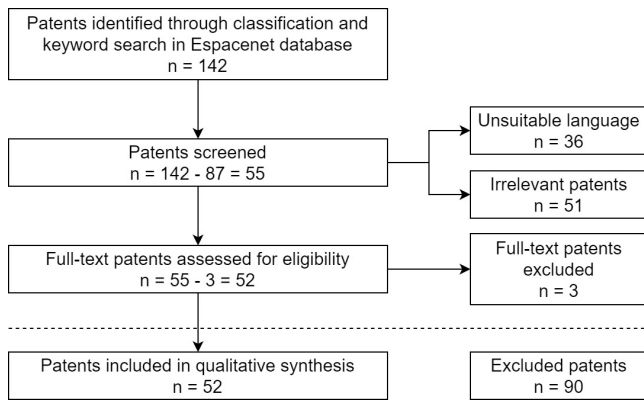 Patents identified through classification and
keyword search in Espacenet database
n = 142
Patents screened
n = 142 - 87 = 55
Unsuitable language
n = 36
Irrelevant patents
n = 51
Full-text patents assessed for eligibility
n = 55 - 3 = 52
Full-text patents
excluded
n = 3
Patents included in qualitative synthesis
n = 52
Excluded patents
n = 90